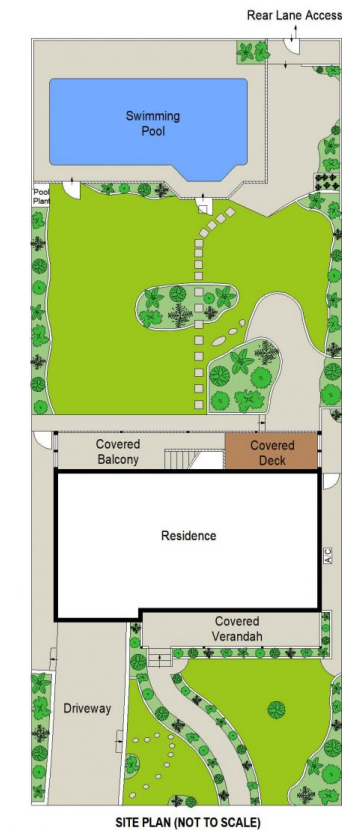 Rear Lane Access
Swimming
Pool
Pool
Plant
Covered
Balcony
Covered
Deck
Residence
A/C
Covered
Verandah
Driveway
SITE PLAN (NOT TO SCALE)